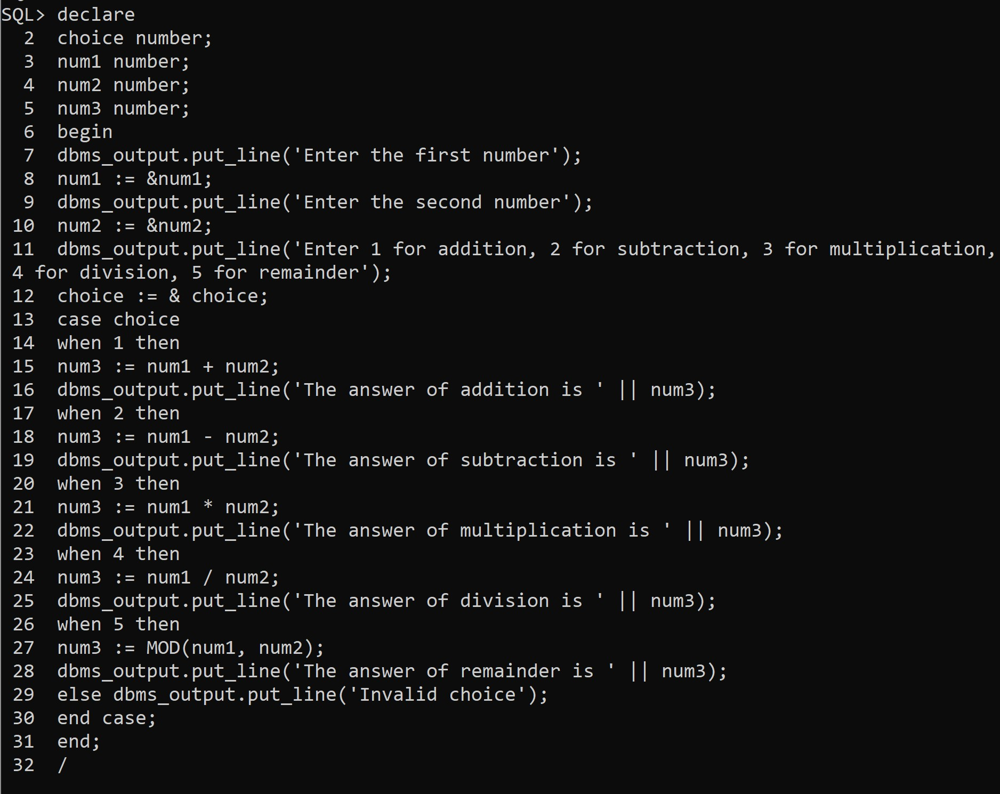 SQL> declare
2 choice number;
3 num1 number;
4 num2 number;
5 num3 number;
6 begin
7 dbms_output.put_line('Enter the first number');
8 num1 := &num1;
9 dbms_output.put_line('Enter the second number');
10 num2 := &num2;
11 dbms_output.put_line('Enter 1 for addition, 2 for subtraction, 3 for multiplication,
4 for division, 5 for remainder');
12 choice := & choice;
13 case choice
14 when 1 then
15 num3 := num1 + num2;
16 dbms_output.put_line('The answer of addition is ' || num3);
17 when 2 then
18 num3 := num1 - num2;
19 dbms_output.put_line('The answer of subtraction is ' || num3);
20 when 3 then
21 num3 := num1 * num2;
22 dbms_output.put_line('The answer of multiplication is ' || num3);
23 when 4 then
24 num3 := num1 / num2;
25 dbms_output.put_line('The answer of division is ' || num3);
26 when 5 then
27 num3 := MOD(num1, num2);
28 dbms_output.put_line('The answer of remainder is ' || num3);
29 else dbms_output.put_line('Invalid choice');
30 end case;
31 end;
32 /